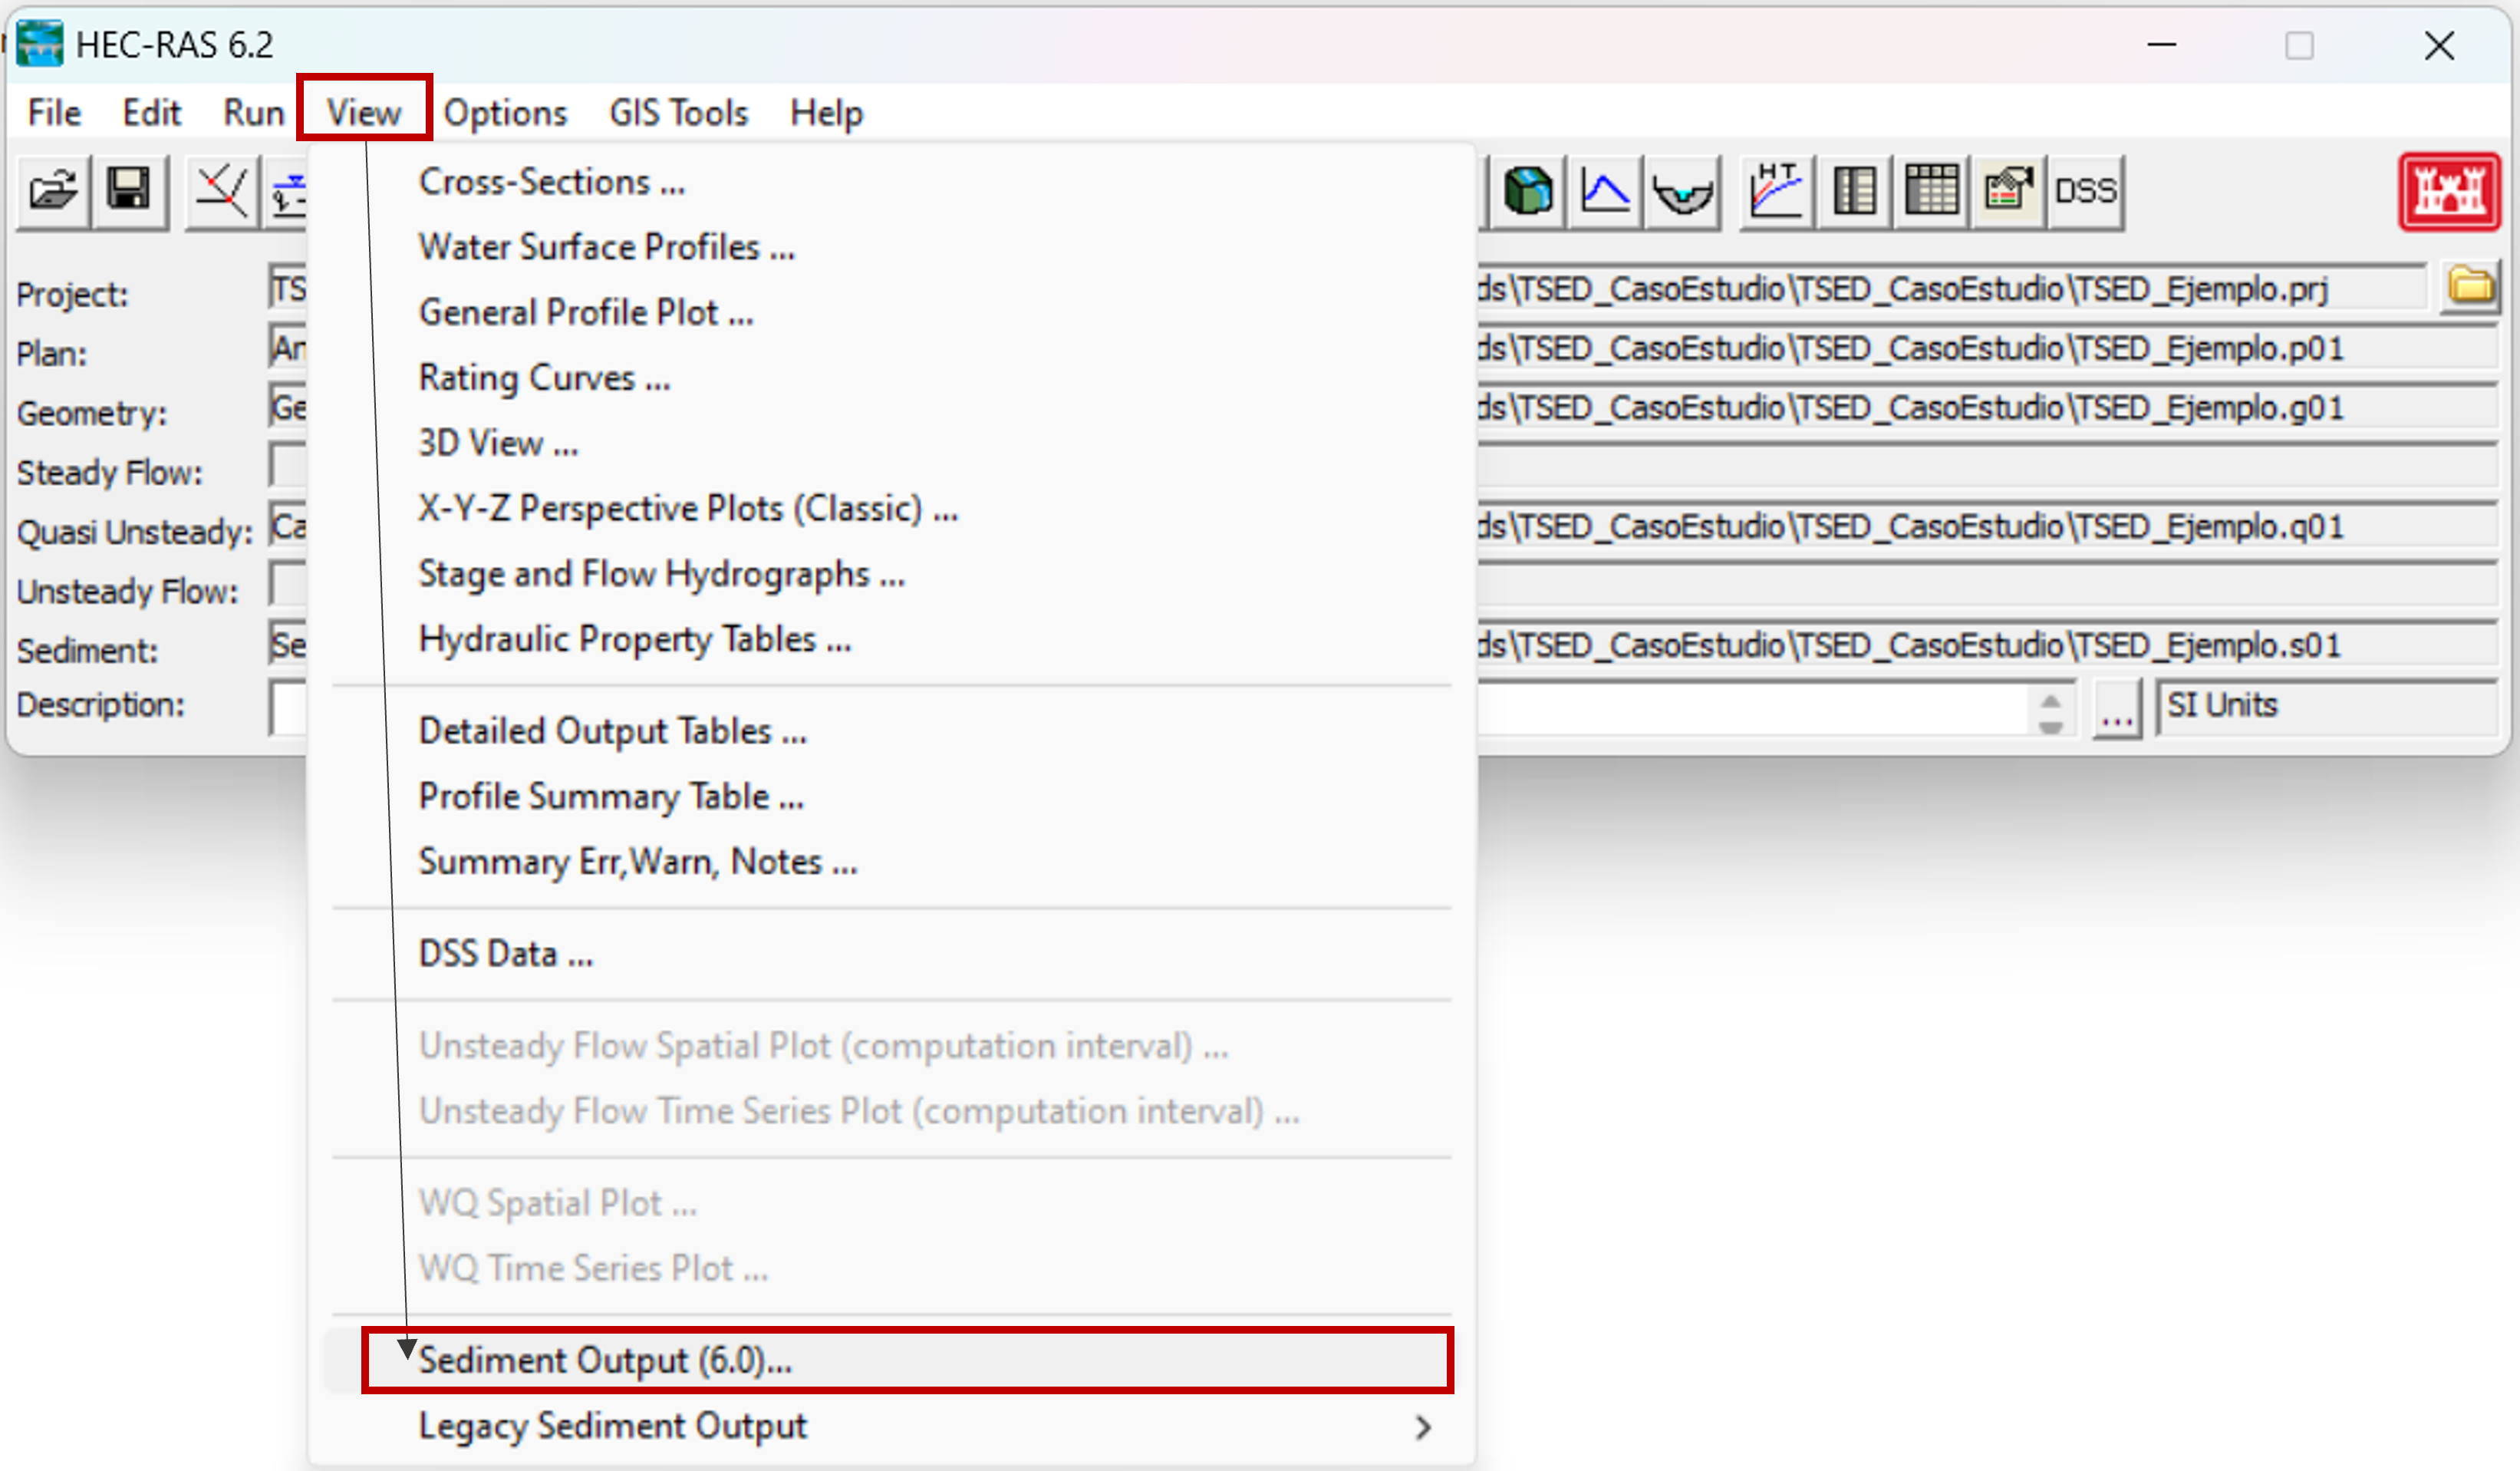 HEC-RAS 6.2
File Edit Run View Options GIS Tools Help
Cross-Sections ...
Water Surface Profiles ...
General Profile Plot ...
Rating Curves ...
3D View ...
X-Y-Z Perspective Plots (Classic) ...
Stage and Flow Hydrographs ...
Hydraulic Property Tables ...
Detailed Output Tables ...
Profile Summary Table ...
Summary Err,Warn, Notes ...
DSS Data ...
Unsteady Flow Spatial Plot (computation interval) ...
Unsteady Flow Time Series Plot (computation interval) ...
WQ Spatial Plot ...
WQ Time Series Plot ...
Sediment Output (6.0)...
Legacy Sediment Output
HT
DSS
Project: TS ds\TSED_CasoEstudio\TSED_CasoEstudio\TSED_Ejemplo.prj
Plan: An ds\TSED_CasoEstudio\TSED_CasoEstudio\TSED_Ejemplo.p01
Geometry: Ge ds\TSED_CasoEstudio\TSED_CasoEstudio\TSED_Ejemplo.g01
Steady Flow:
Quasi Unsteady: Ca ds\TSED_CasoEstudio\TSED_CasoEstudio\TSED_Ejemplo.q01
Unsteady Flow:
Sediment: Se ds\TSED_CasoEstudio\TSED_CasoEstudio\TSED_Ejemplo.s01
Description: ... SI Units